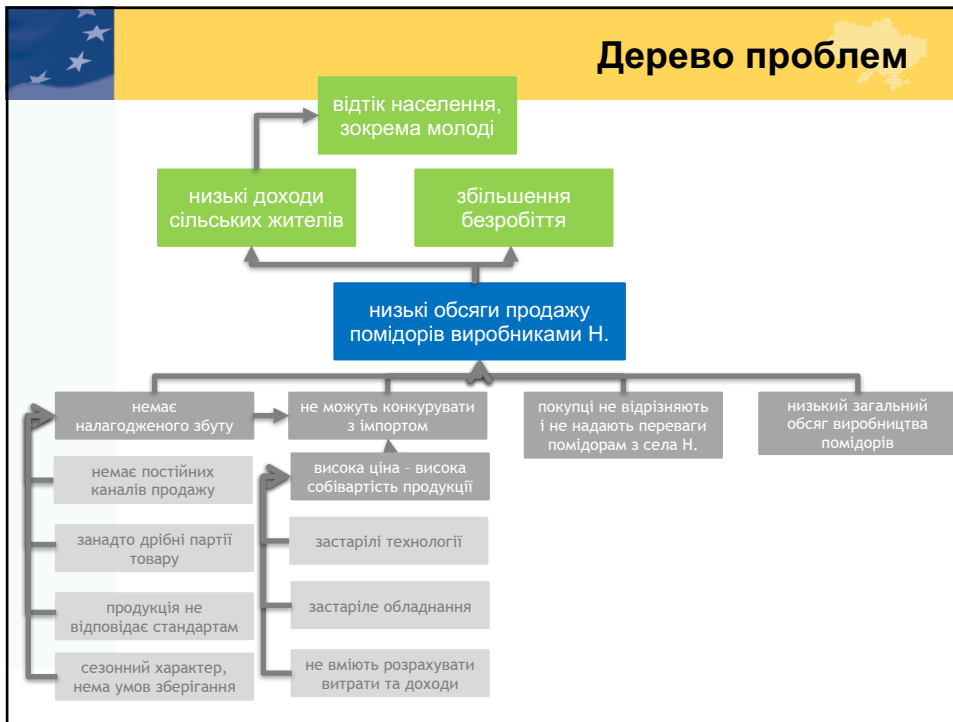 Дерево проблем
відтік населення,
зокрема молоді
низькі доходи
сільських жителів
збільшення
безробіття
низькі обсяги продажу
помідорів виробниками Н.
немає
налагодженого збуту
не можуть конкурувати
з імпортом
покупці не відрізняють
і не надають переваги
помідорам з села Н.
низький загальний
обсяг виробництва
помідорів
немає постійних
каналів продажу
висока ціна - висока
собівартість продукції
занадто дрібні партії
товару
застарілі технології
продукція не
відповідає стандартам
застаріле обладнання
сезонний характер,
нема умов зберігання
не вміють розрахувати
витрати та доходи